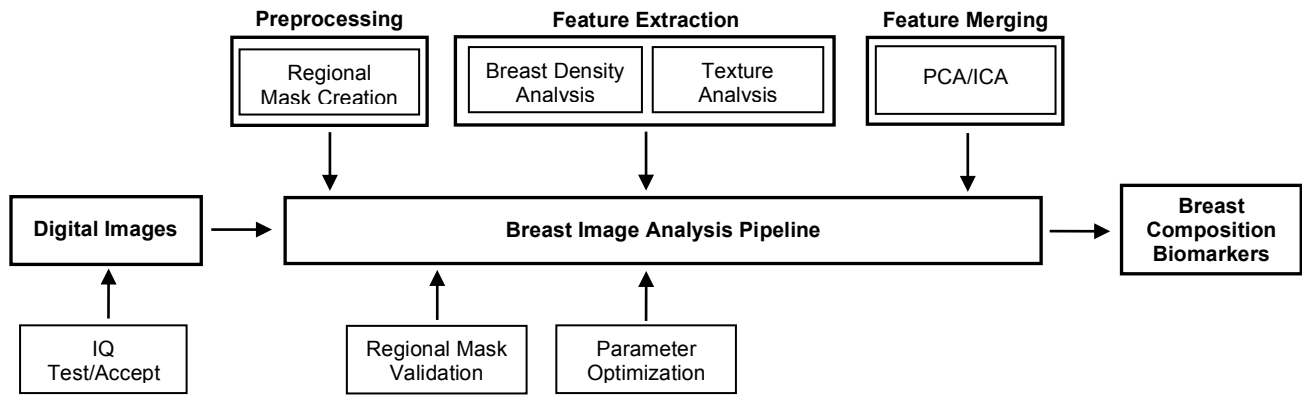 Preprocessing
Feature Extraction
Feature Merging
Regional
Mask Creation
Breast Density
Analysis
Texture
Analysis
PCA/ICA
Digital Images
Breast Image Analysis Pipeline
Breast
Composition
Biomarkers
IQ
Test/Accept
Regional Mask
Validation
Parameter
Optimization